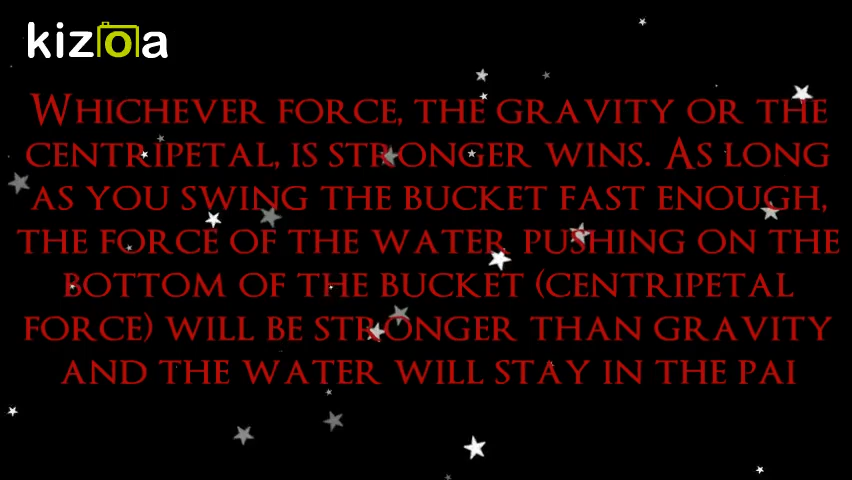 kizoa
Whichever force, the gravity or the
centripetal, is stronger wins. As long
as you swing the bucket fast enough,
the force of the water pushing on the
bottom of the bucket (centripetal
force) will be stronger than gravity
and the water will stay in the pai